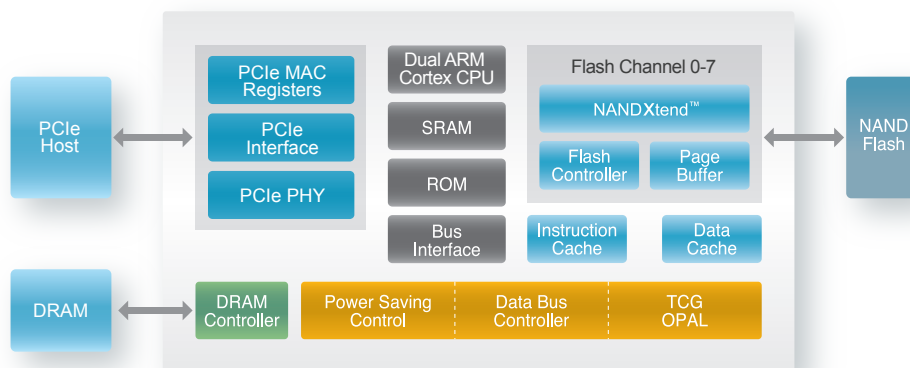 PCIe
Host
DRAM
PCIe MAC
Registers
PCIe
Interface
PCIe PHY
Dual ARM
Cortex CPU
SRAM
ROM
Bus
Interface
Flash Channel 0-7
NANDXtend™
Flash
Controller
Page
Buffer
Instruction
Cache
Data
Cache
DRAM
Controller
Power Saving
Control
Data Bus
Controller
TCG
OPAL
NAND
Flash